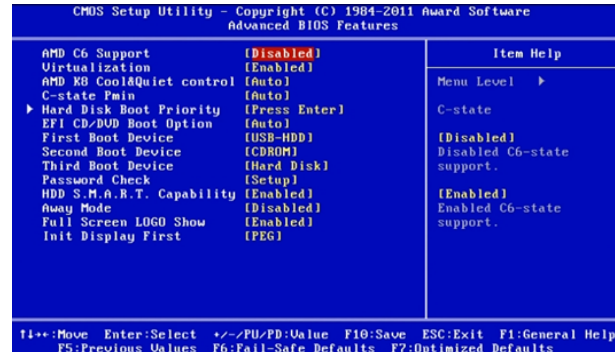 CMOS Setup Utility - Copyright (C) 1984-2011 Award Software
Advanced BIOS Features
AMD C6 Support [Disabled]
Virtualization [Enabled]
AMD K8 Cool&Quiet control [Auto]
C-state Pmin [Auto]
Hard Disk Boot Priority [Press Enter]
EFI CD/DVD Boot Option [Auto]
First Boot Device [USB-HDD]
Second Boot Device [CDROM]
Third Boot Device [Hard Disk]
Password Check [Setup]
HDD S.M.A.R.T. Capability [Enabled]
Away Mode [Disabled]
Full Screen LOGO Show [Enabled]
Init Display First [PEG]
Item Help
Menu Level
C-state
[Disabled]
Disabled C6-state
support.
[Enabled]
Enabled C6-state
support.
↑↓→←:Move Enter:Select +/-/PU/PD:Value F10:Save ESC:Exit F1:General Help
F5:Previous Values F6:Fail-Safe Defaults F7:Optimized Defaults